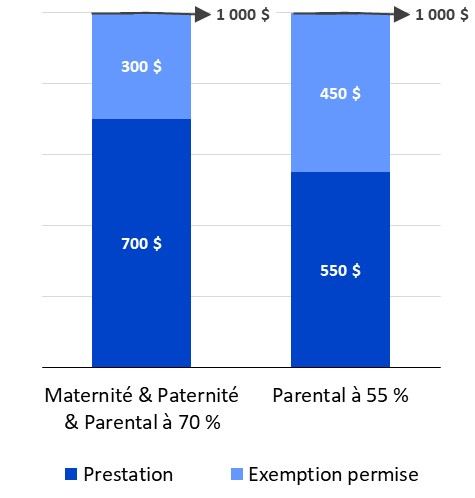 1 000 $
1 000 $
300 $
450 $
700 $
550 $
Maternité & Paternité
& Parental à 70 %
Parental à 55 %
Prestation
Exemption permise